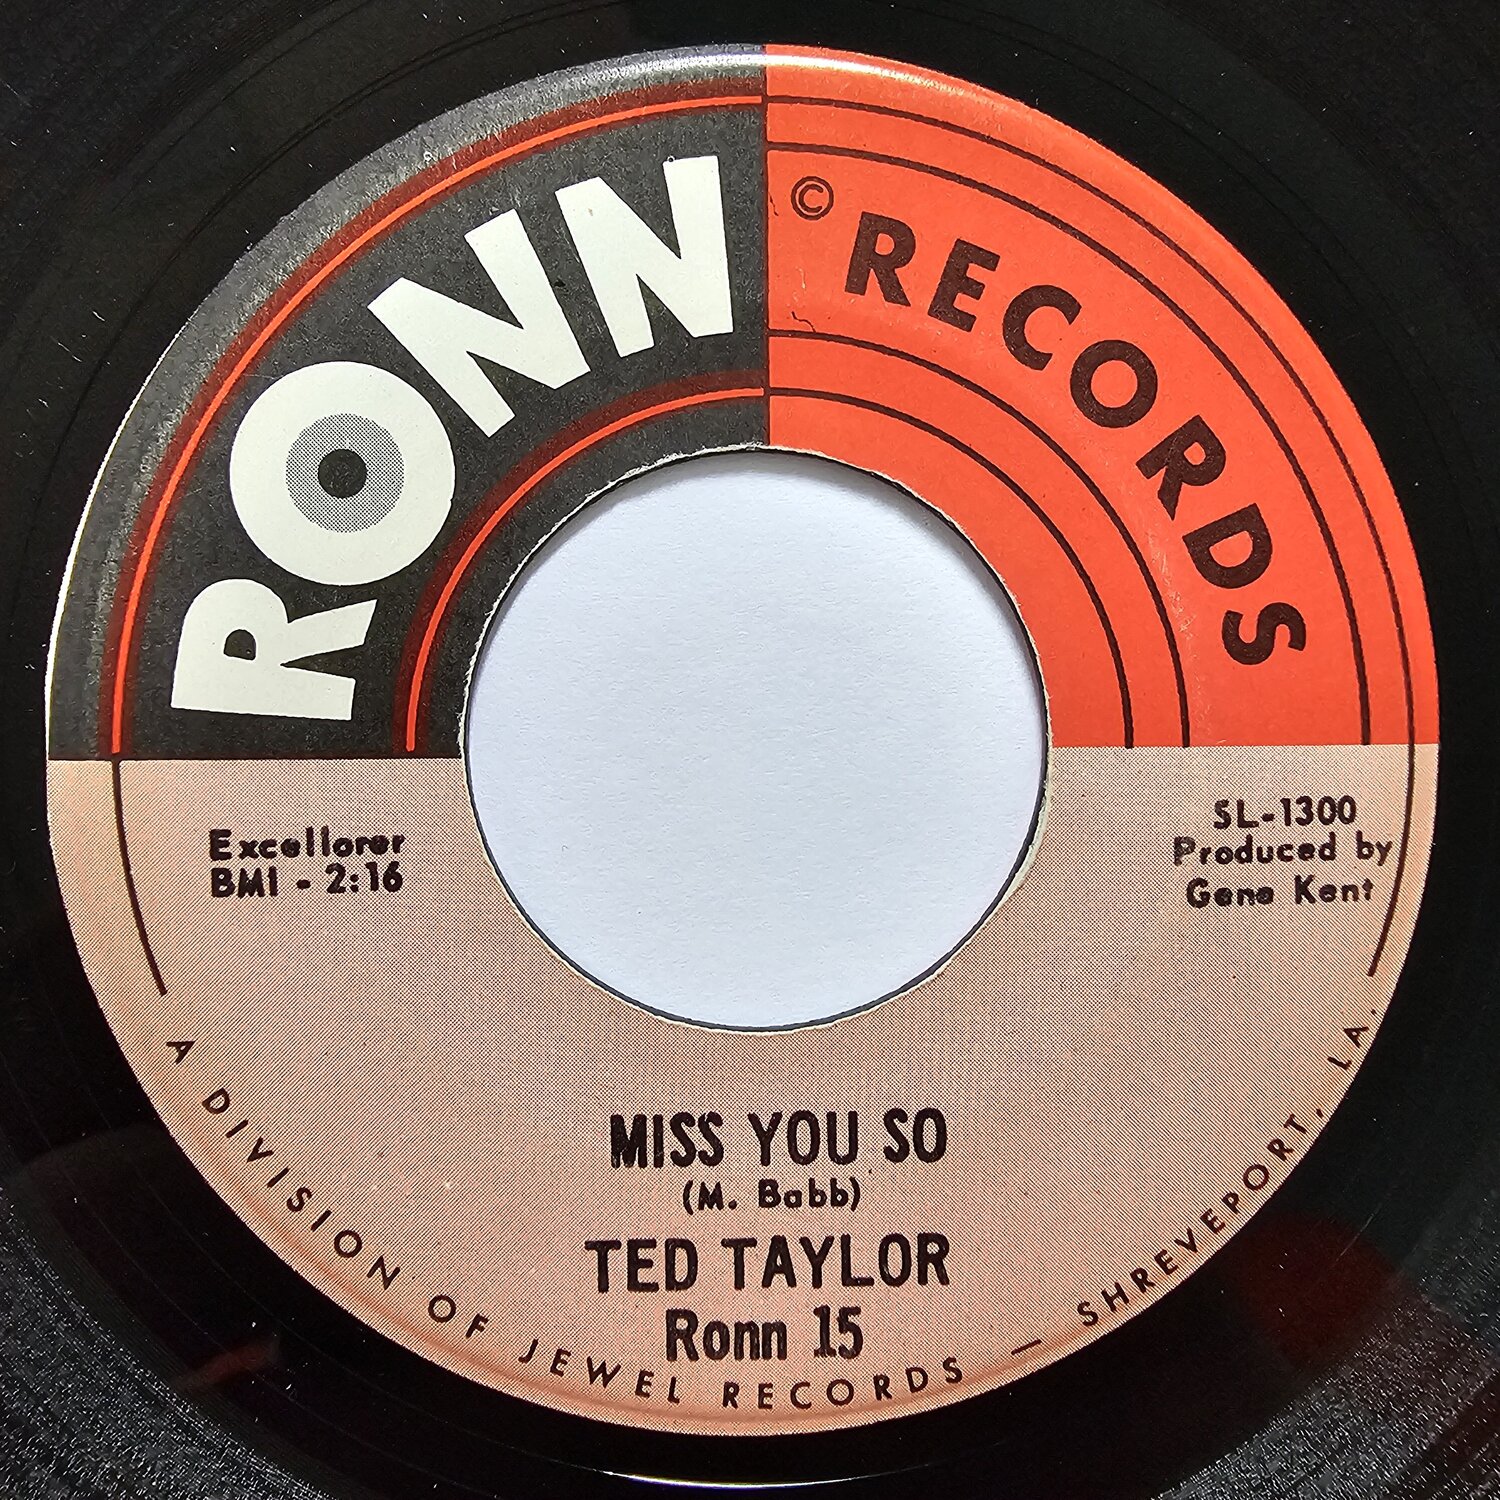 RONN
© RECORDS
Excellorer
BMI - 2:16
SL-1300
Produced by
Gene Kent
MISS YOU SO
(M. Babb)
TED TAYLOR
Ronn 15
A DIVISION OF JEWEL RECORDS — SHREVEPORT, LA.